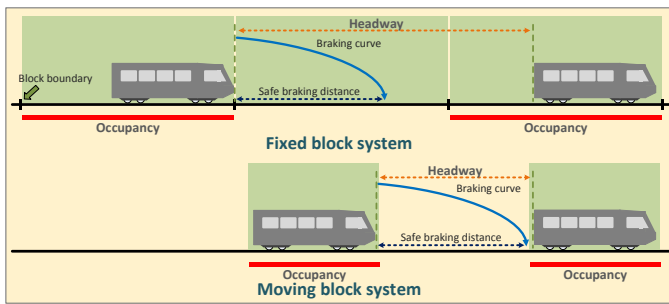 Headway
Braking curve
Block boundary
Safe braking distance
Occupancy
Occupancy
Fixed block system
Headway
Braking curve
Safe braking distance
Occupancy
Occupancy
Moving block system